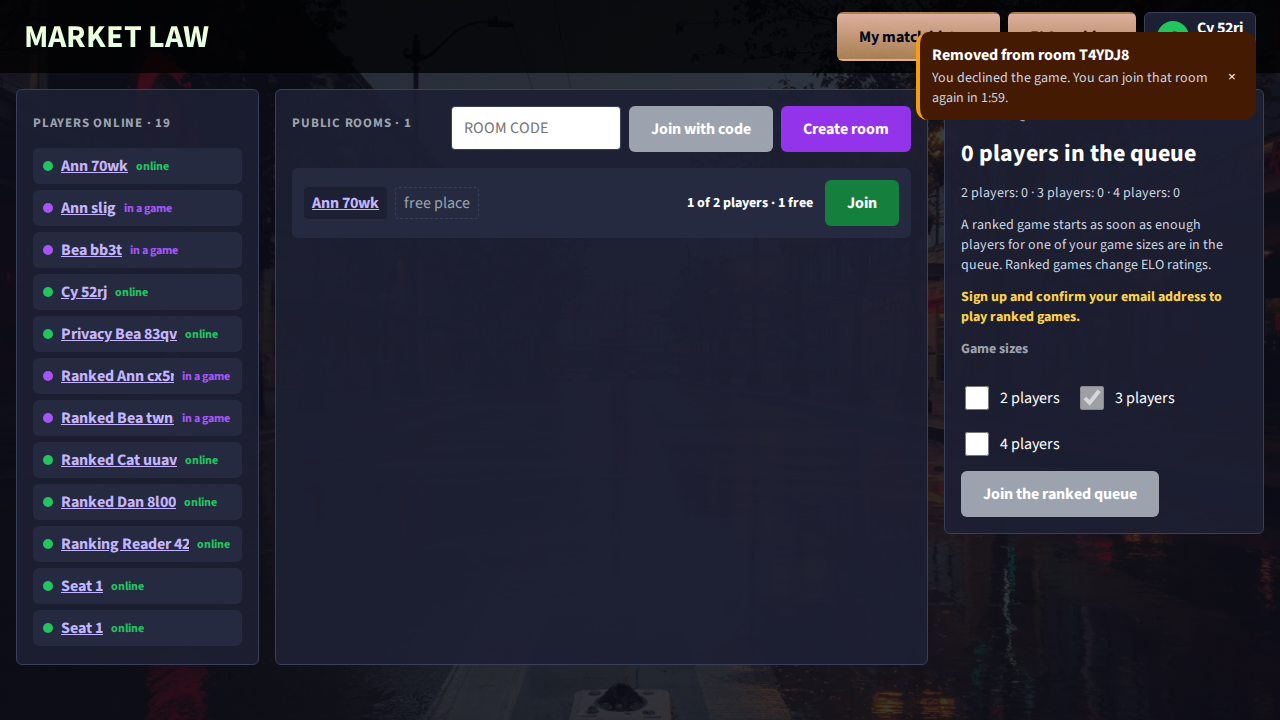 MARKET LAW
My matc
Cy 52rj
Removed from room T4YDJ8
You declined the game. You can join that room
again in 1:59.
×
PLAYERS ONLINE · 19
Ann 70wk online
Ann slig in a game
Bea bb3t in a game
Cy 52rj online
Privacy Bea 83qv online
Ranked Ann cx5r in a game
Ranked Bea twn in a game
Ranked Cat uuav online
Ranked Dan 8l00 online
Ranking Reader 42 online
Seat 1 online
Seat 1 online
PUBLIC ROOMS · 1
ROOM CODE
Join with code
Create room
Ann 70wk
free place
1 of 2 players · 1 free
Join
0 players in the queue
2 players: 0 · 3 players: 0 · 4 players: 0
A ranked game starts as soon as enough
players for one of your game sizes are in the
queue. Ranked games change ELO ratings.
Sign up and confirm your email address to
play ranked games.
Game sizes
2 players
3 players
4 players
Join the ranked queue